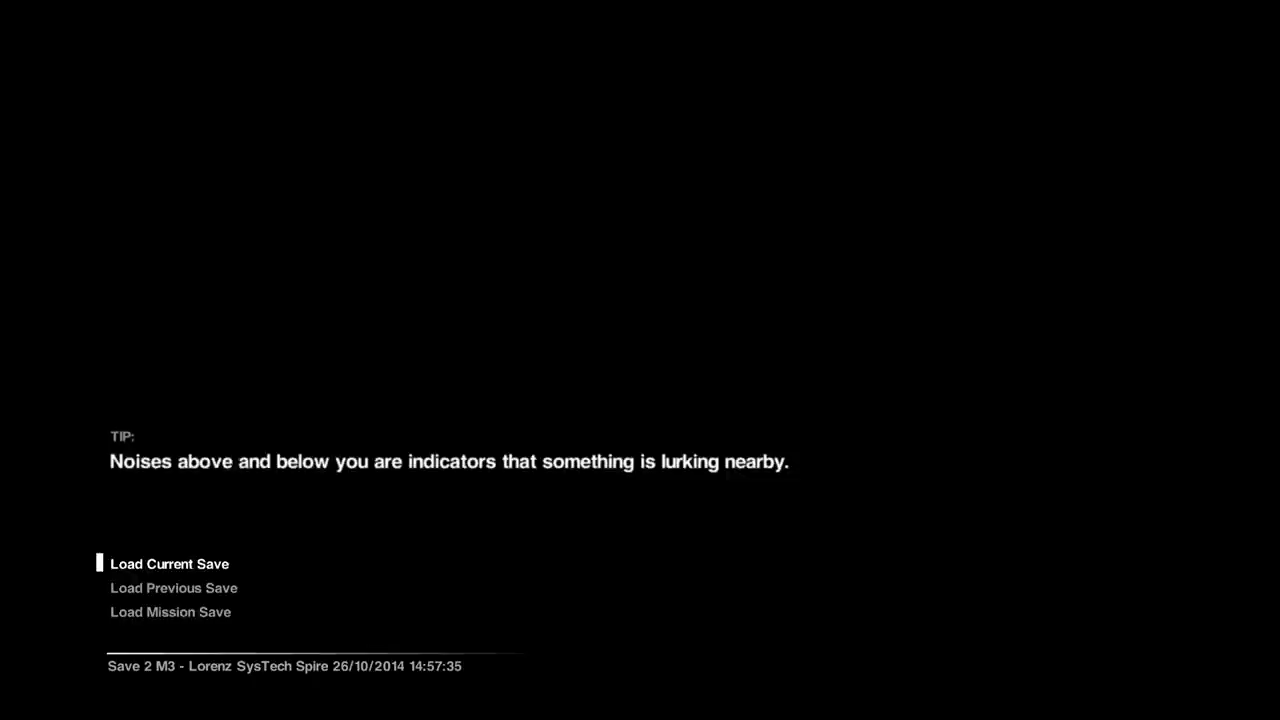 TIP:
Noises above and below you are indicators that something is lurking nearby.
Load Current Save
Load Previous Save
Load Mission Save
Save 2 M3 - Lorenz SysTech Spire 26/10/2014 14:57:35